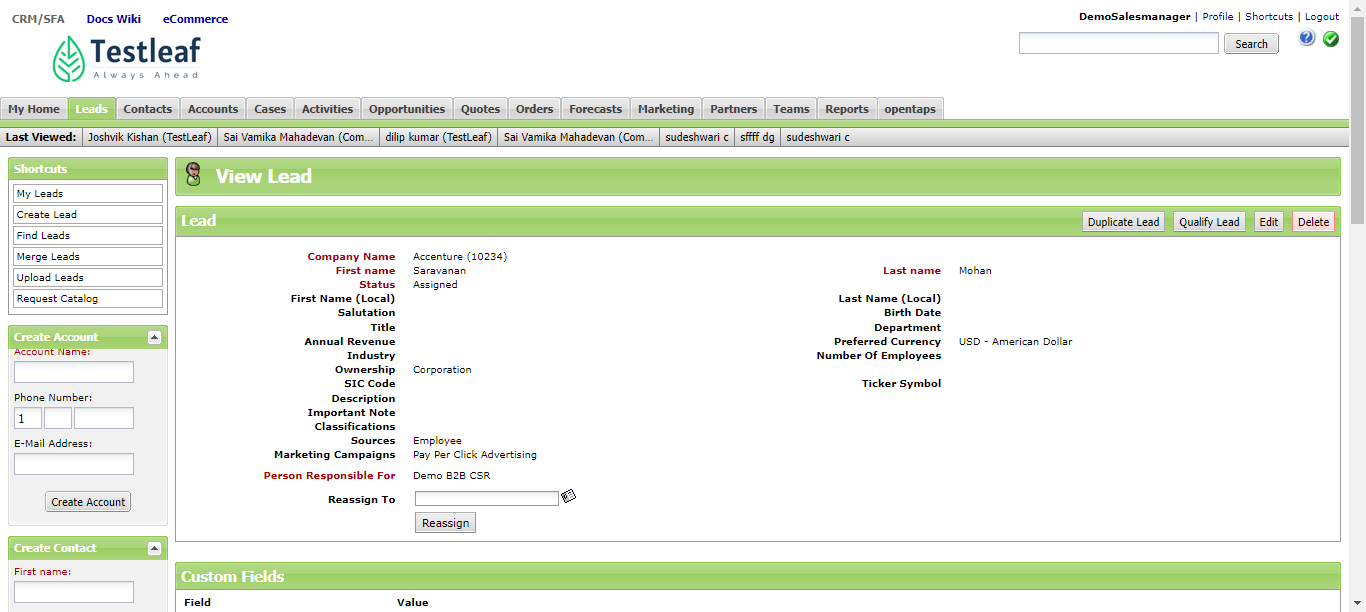 CRM/SFA Docs Wiki eCommerce
DemoSalesmanager | Profile | Shortcuts | Logout
Testleaf
Always Ahead
Search
My Home Leads Contacts Accounts Cases Activities Opportunities Quotes Orders Forecasts Marketing Partners Teams Reports opentaps
Last Viewed: Joshvik Kishan (TestLeaf) Sai Vamika Mahadevan (Com... dilip kumar (TestLeaf) Sai Vamika Mahadevan (Com... sudeshwari c sffff dg sudeshwari c
Shortcuts
My Leads
Create Lead
Find Leads
Merge Leads
Upload Leads
Request Catalog
Create Account
Account Name:
Phone Number:
1
E-Mail Address:
Create Account
Create Contact
First name:
View Lead
Lead
Duplicate Lead Qualify Lead Edit Delete
Company Name Accenture (10234)
First name Saravanan Last name Mohan
Status Assigned
First Name (Local) Last Name (Local)
Salutation Birth Date
Title Department
Annual Revenue Preferred Currency USD - American Dollar
Industry Number Of Employees
Ownership Corporation
SIC Code Ticker Symbol
Description
Important Note
Classifications
Sources Employee
Marketing Campaigns Pay Per Click Advertising
Person Responsible For Demo B2B CSR
Reassign To
Reassign
Custom Fields
Field Value